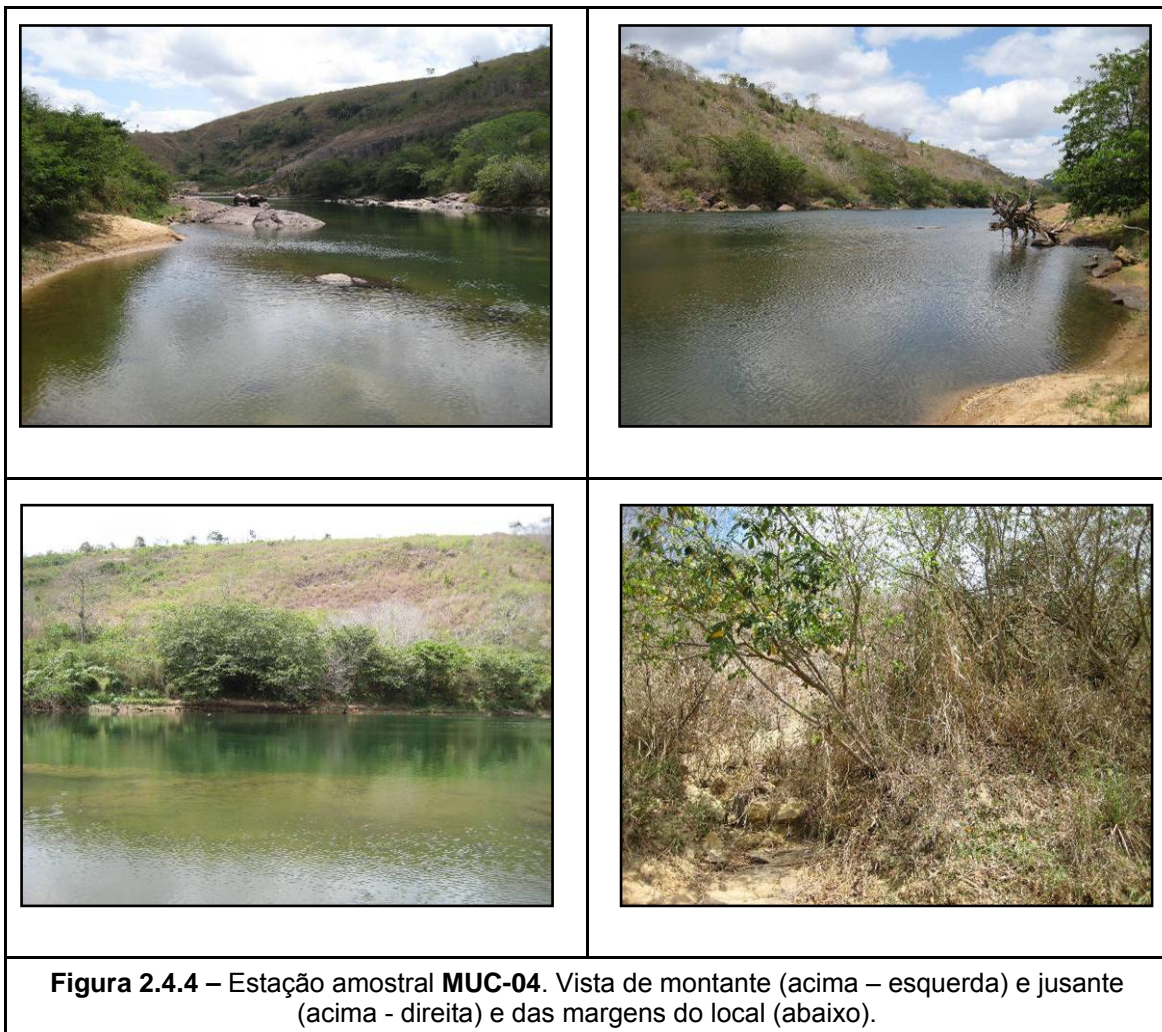 Figura 2.4.4 – Estação amostral MUC-04. Vista de montante (acima – esquerda) e jusante
(acima - direita) e das margens do local (abaixo).